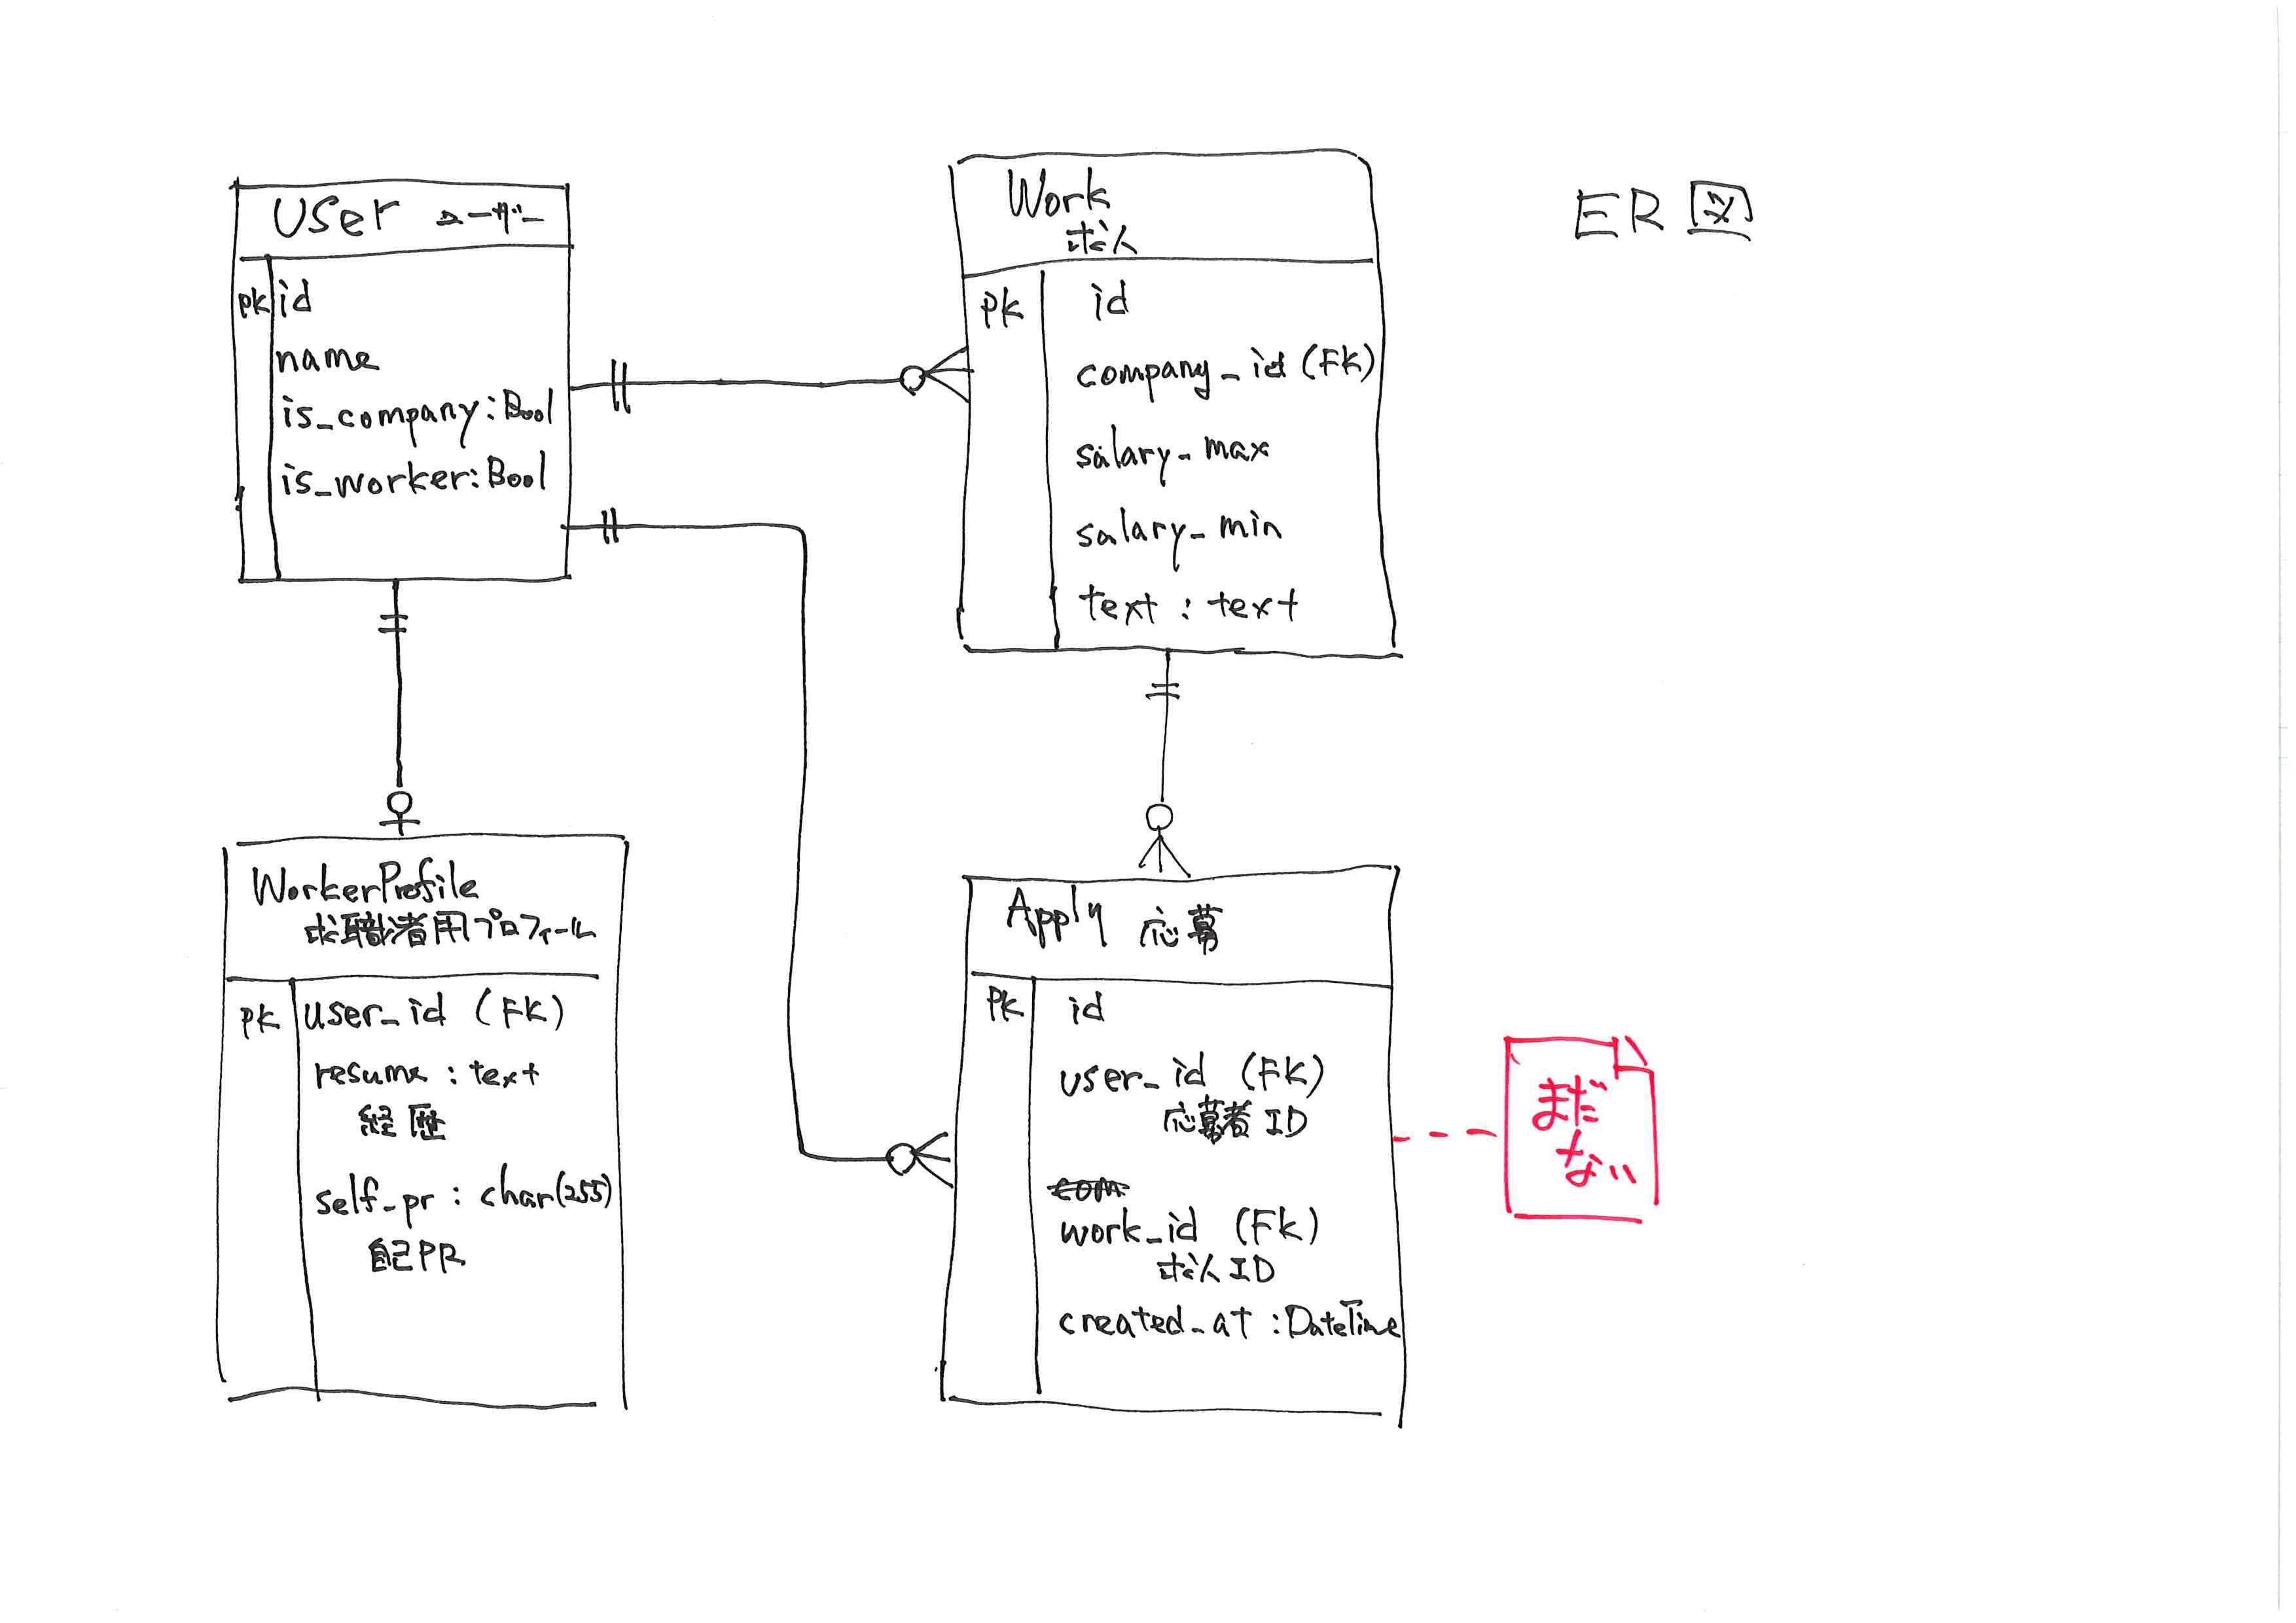 ER図
User ユーザー
pk id
name
is_company:Bool
is_worker:Bool
Work
求人
pk id
company_id (FK)
salary_max
salary_min
text : text
WorkerProfile
求職者用プロフィール
pk user_id (FK)
resume : text
経歴
self_pr : char(255)
自己PR
Apply 応募
pk id
user_id (FK)
応募者ID
com
work_id (Fk)
求人ID
created_at :DateTime
まだ
ない